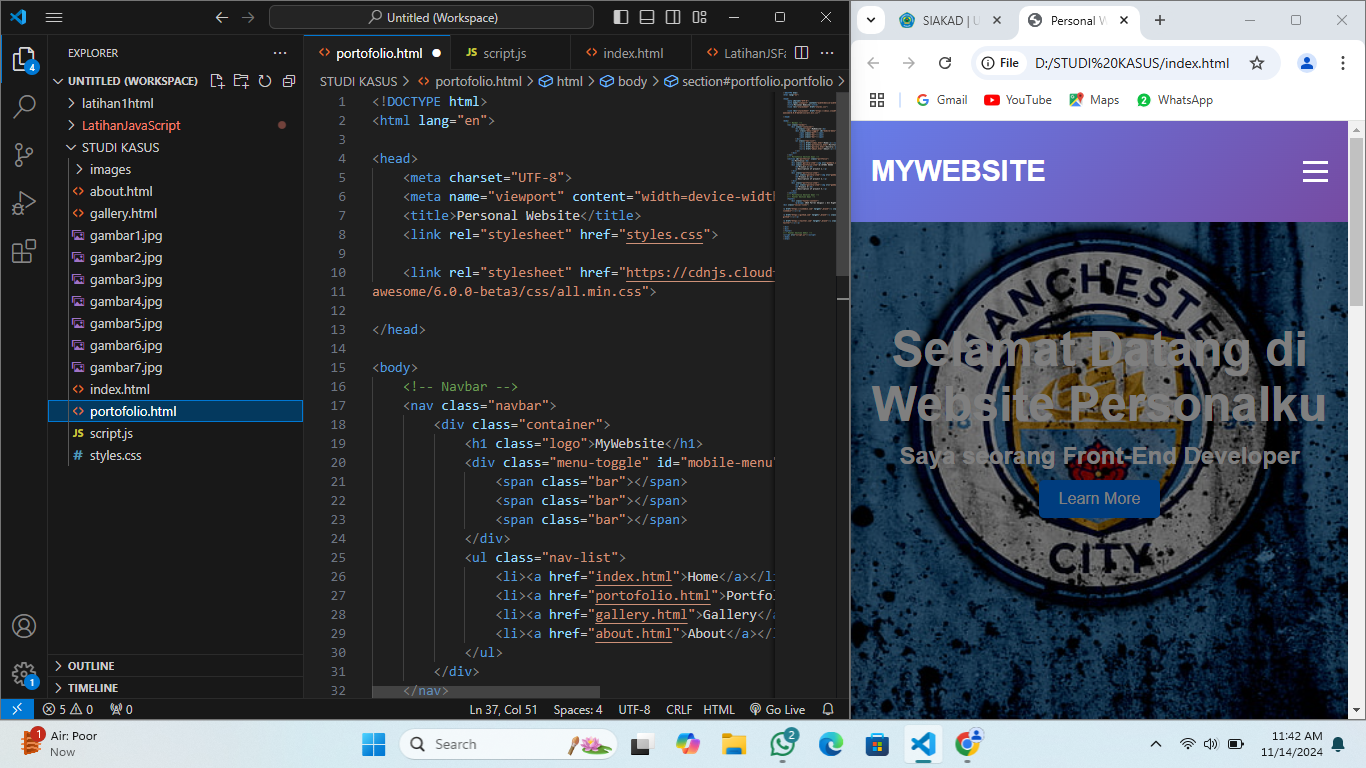 Untitled (Workspace)
EXPLORER
UNTITLED (WORKSPACE)
latihan1html
LatihanJavaScript
STUDI KASUS
images
about.html
gallery.html
gambar1.jpg
gambar2.jpg
gambar3.jpg
gambar4.jpg
gambar5.jpg
gambar6.jpg
gambar7.jpg
index.html
portofolio.html
script.js
styles.css
OUTLINE
TIMELINE
4
1
portofolio.html
script.js
index.html
LatihanJSFa
STUDI KASUS > portofolio.html > html > body > section#portfolio.portfolio >
1 <!DOCTYPE html>
2 <html lang="en">
3
4 <head>
5 <meta charset="UTF-8">
6 <meta name="viewport" content="width=device-width
7 <title>Personal Website</title>
8 <link rel="stylesheet" href="styles.css">
9
10 <link rel="stylesheet" href="https://cdnjs.cloud
11 awesome/6.0.0-beta3/css/all.min.css">
12
13 </head>
14
15 <body>
16 <!-- Navbar -->
17 <nav class="navbar">
18 <div class="container">
19 <h1 class="logo">MyWebsite</h1>
20 <div class="menu-toggle" id="mobile-menu"
21 <span class="bar"></span>
22 <span class="bar"></span>
23 <span class="bar"></span>
24 </div>
25 <ul class="nav-list">
26 <li><a href="index.html">Home</a></li
27 <li><a href="portofolio.html">Portfol
28 <li><a href="gallery.html">Gallery</a
29 <li><a href="about.html">About</a></l
30 </ul>
31 </div>
32 </nav>
5 0 0
Ln 37, Col 51 Spaces: 4 UTF-8 CRLF HTML Go Live
SIAKAD | U
Personal W
File D:/STUDI%20KASUS/index.html
Gmail YouTube Maps WhatsApp
MYWEBSITE
MANCHESTER
Selamat Datang di
Website Personalku
Saya seorang Front-End Developer
Learn More
CITY
1 Air: Poor
Now
Search
2
11:42 AM
11/14/2024